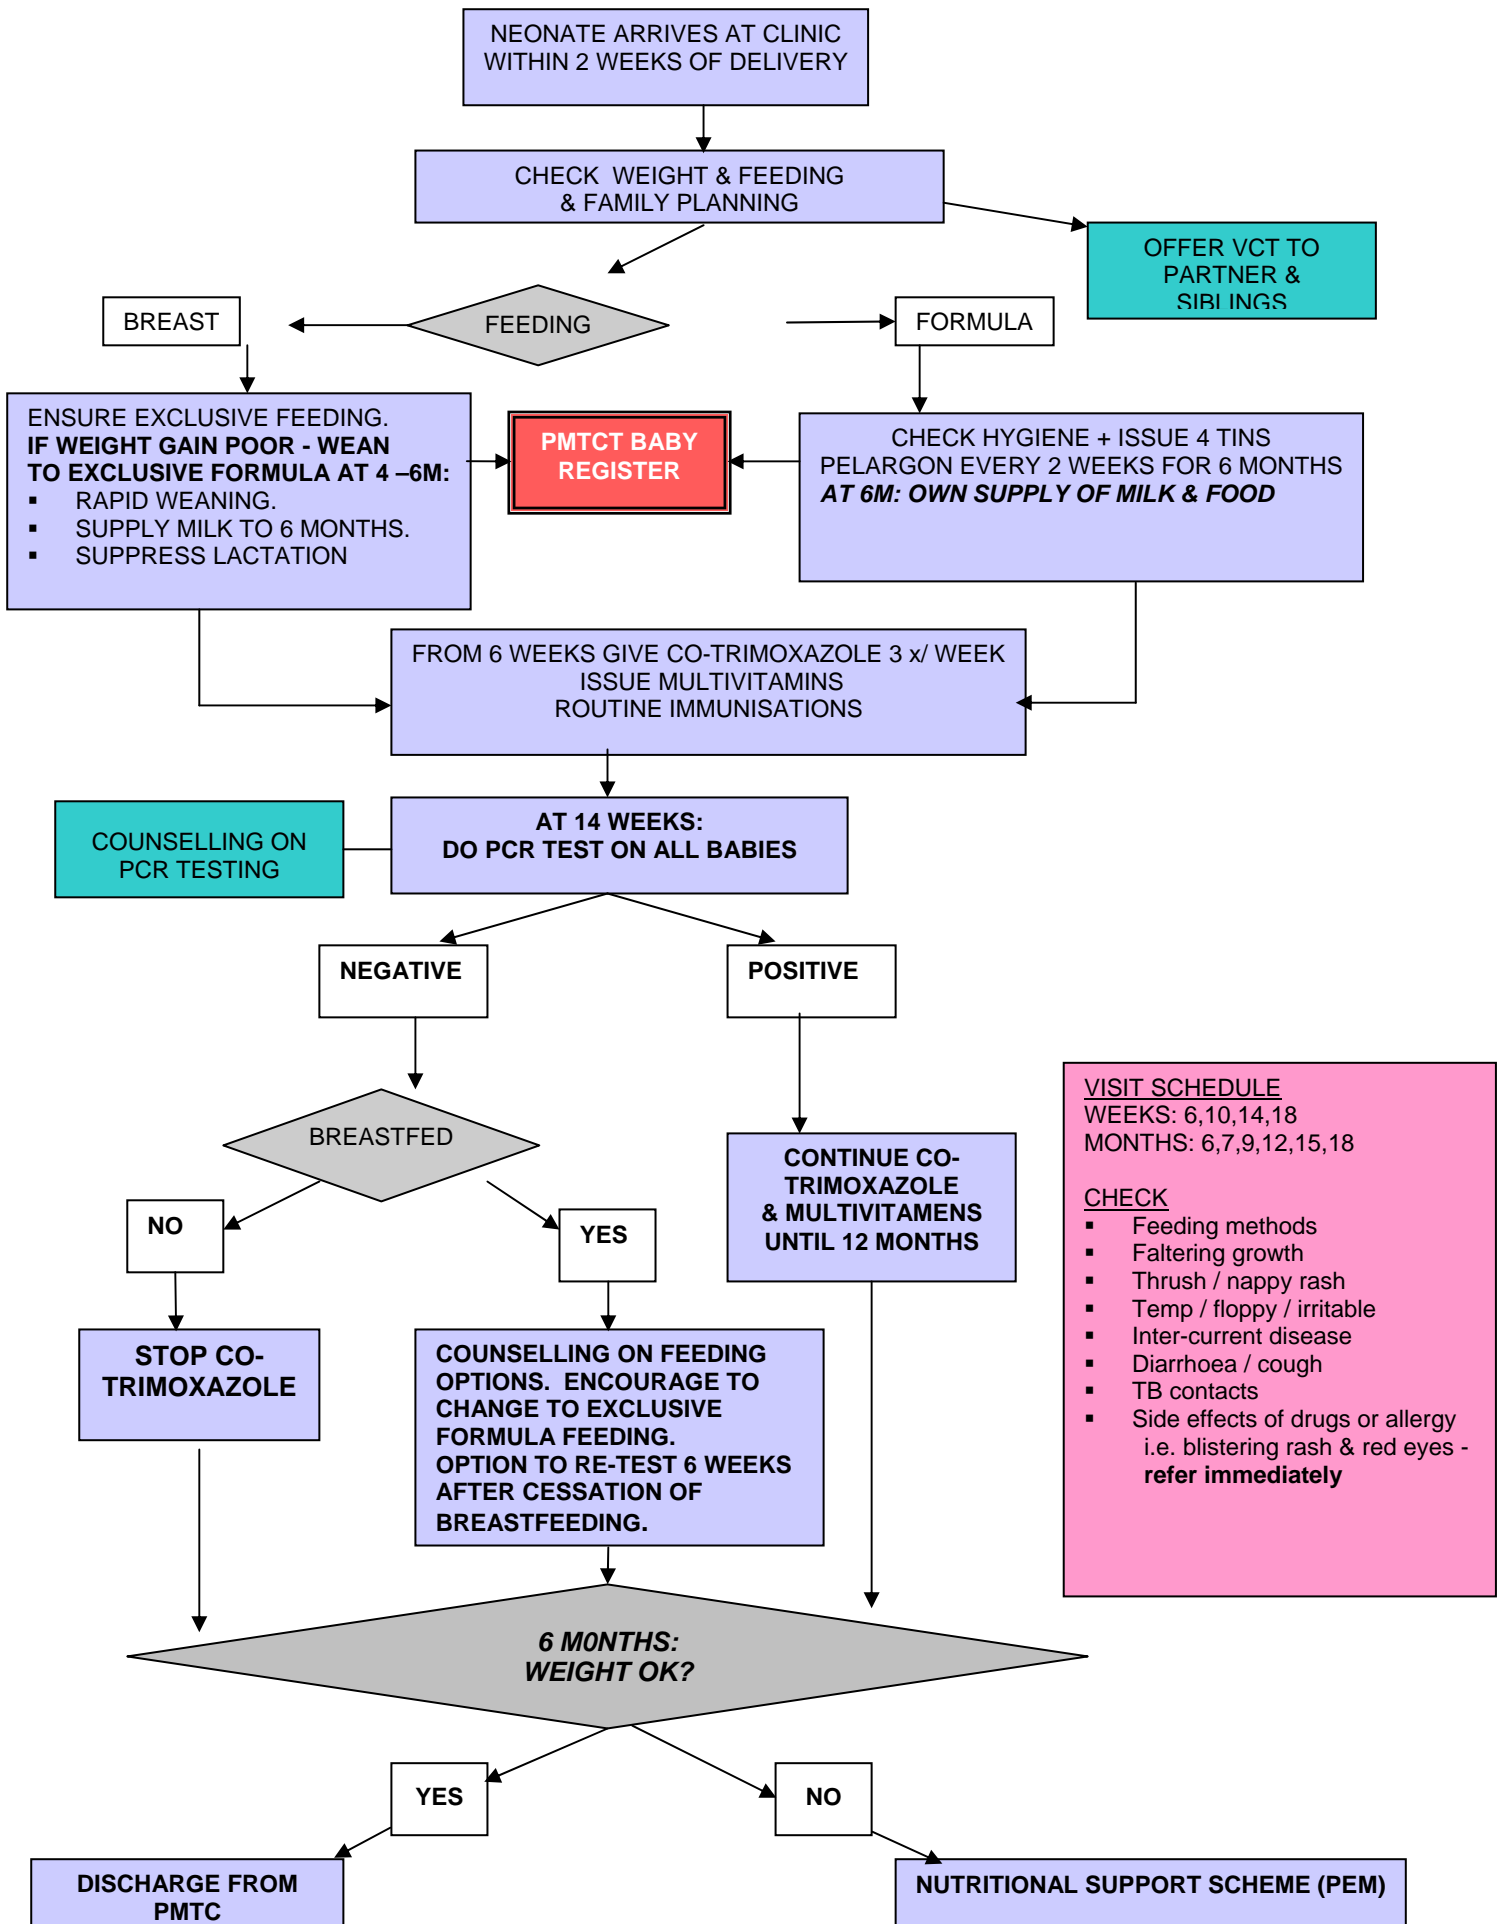 NEONATE ARRIVES AT CLINIC
WITHIN 2 WEEKS OF DELIVERY
CHECK WEIGHT & FEEDING
& FAMILY PLANNING
OFFER VCT TO
PARTNER &
SIBLINGS
BREAST
FEEDING
FORMULA
ENSURE EXCLUSIVE FEEDING.
IF WEIGHT GAIN POOR - WEAN
TO EXCLUSIVE FORMULA AT 4 –6M:
▪ RAPID WEANING.
▪ SUPPLY MILK TO 6 MONTHS.
▪ SUPPRESS LACTATION
PMTCT BABY
REGISTER
CHECK HYGIENE + ISSUE 4 TINS
PELARGON EVERY 2 WEEKS FOR 6 MONTHS
AT 6M: OWN SUPPLY OF MILK & FOOD
FROM 6 WEEKS GIVE CO-TRIMOXAZOLE 3 x/ WEEK
ISSUE MULTIVITAMINS
ROUTINE IMMUNISATIONS
COUNSELLING ON
PCR TESTING
AT 14 WEEKS:
DO PCR TEST ON ALL BABIES
NEGATIVE
POSITIVE
BREASTFED
NO
YES
CONTINUE CO-
TRIMOXAZOLE
& MULTIVITAMENS
UNTIL 12 MONTHS
VISIT SCHEDULE
WEEKS: 6,10,14,18
MONTHS: 6,7,9,12,15,18
CHECK
▪ Feeding methods
▪ Faltering growth
▪ Thrush / nappy rash
▪ Temp / floppy / irritable
▪ Inter-current disease
▪ Diarrhoea / cough
▪ TB contacts
▪ Side effects of drugs or allergy
i.e. blistering rash & red eyes -
refer immediately
STOP CO-
TRIMOXAZOLE
COUNSELLING ON FEEDING
OPTIONS. ENCOURAGE TO
CHANGE TO EXCLUSIVE
FORMULA FEEDING.
OPTION TO RE-TEST 6 WEEKS
AFTER CESSATION OF
BREASTFEEDING.
6 M0NTHS:
WEIGHT OK?
YES
NO
DISCHARGE FROM
PMTC
NUTRITIONAL SUPPORT SCHEME (PEM)